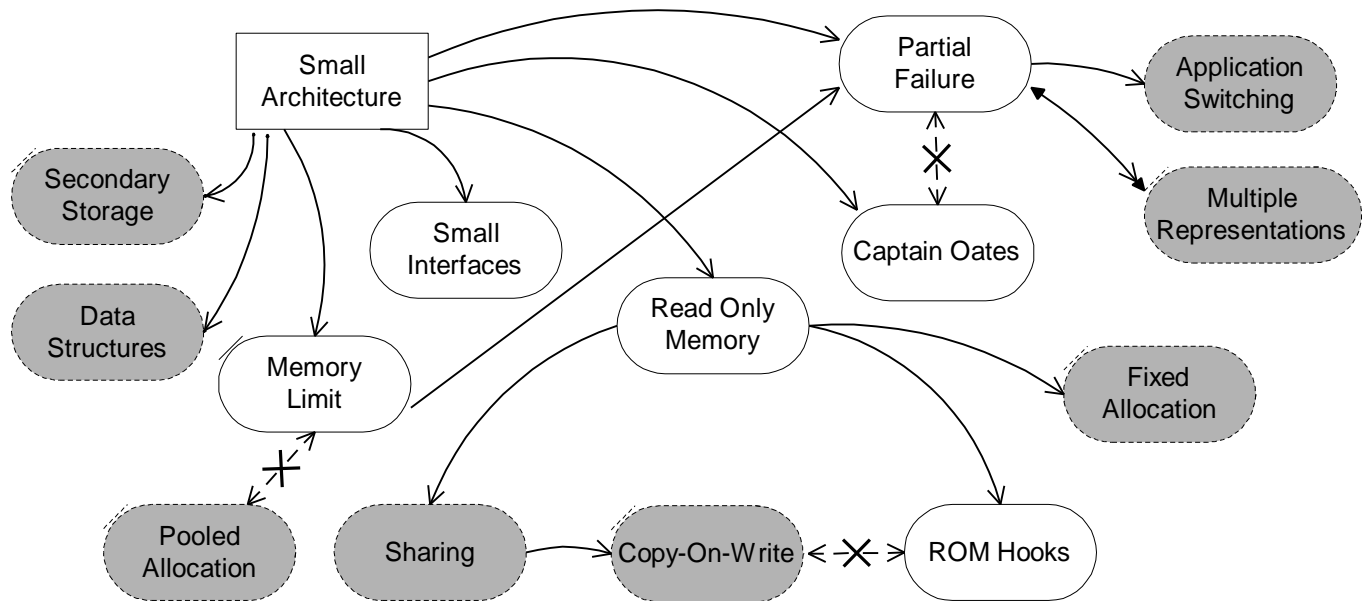 Small
Architecture
Partial
Failure
Application
Switching
Secondary
Storage
Small
Interfaces
Captain Oates
Multiple
Representations
Data
Structures
Memory
Limit
Read Only
Memory
Fixed
Allocation
Pooled
Allocation
Sharing
Copy-On-Write
ROM Hooks